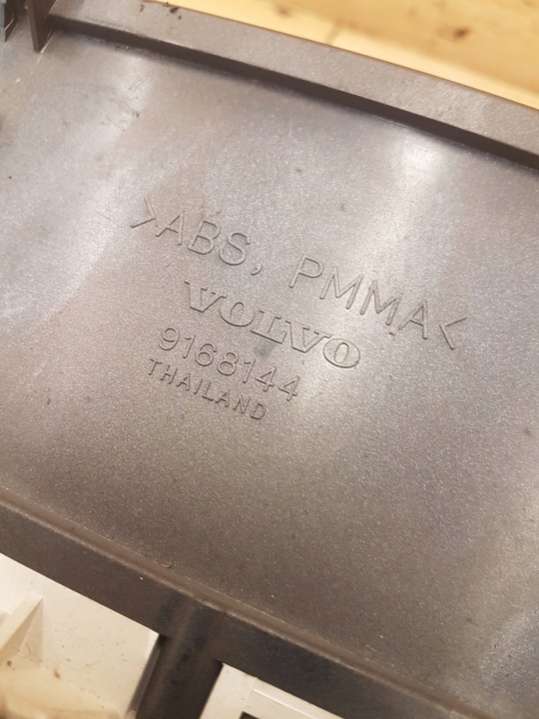 >ABS, PMMA<
VOLVO
9168144
THAILAND